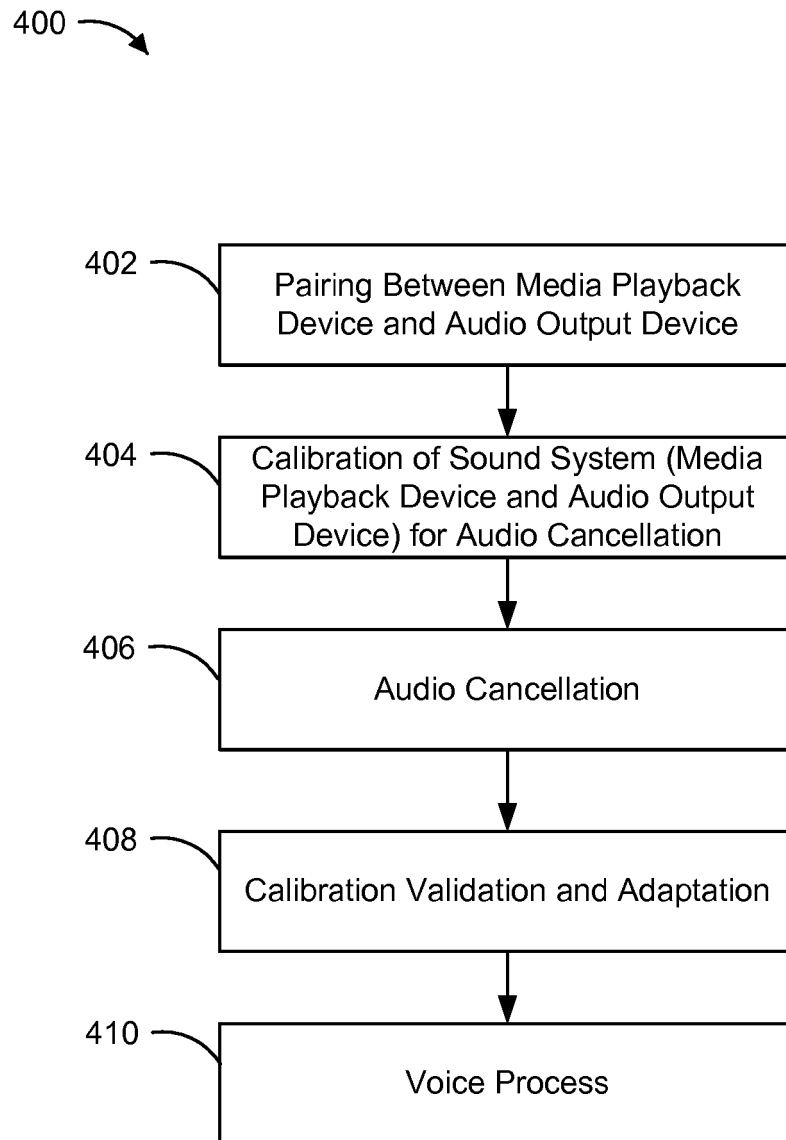 400
402
Pairing Between Media Playback
Device and Audio Output Device
404
Calibration of Sound System (Media
Playback Device and Audio Output
Device) for Audio Cancellation
406
Audio Cancellation
408
Calibration Validation and Adaptation
410
Voice Process